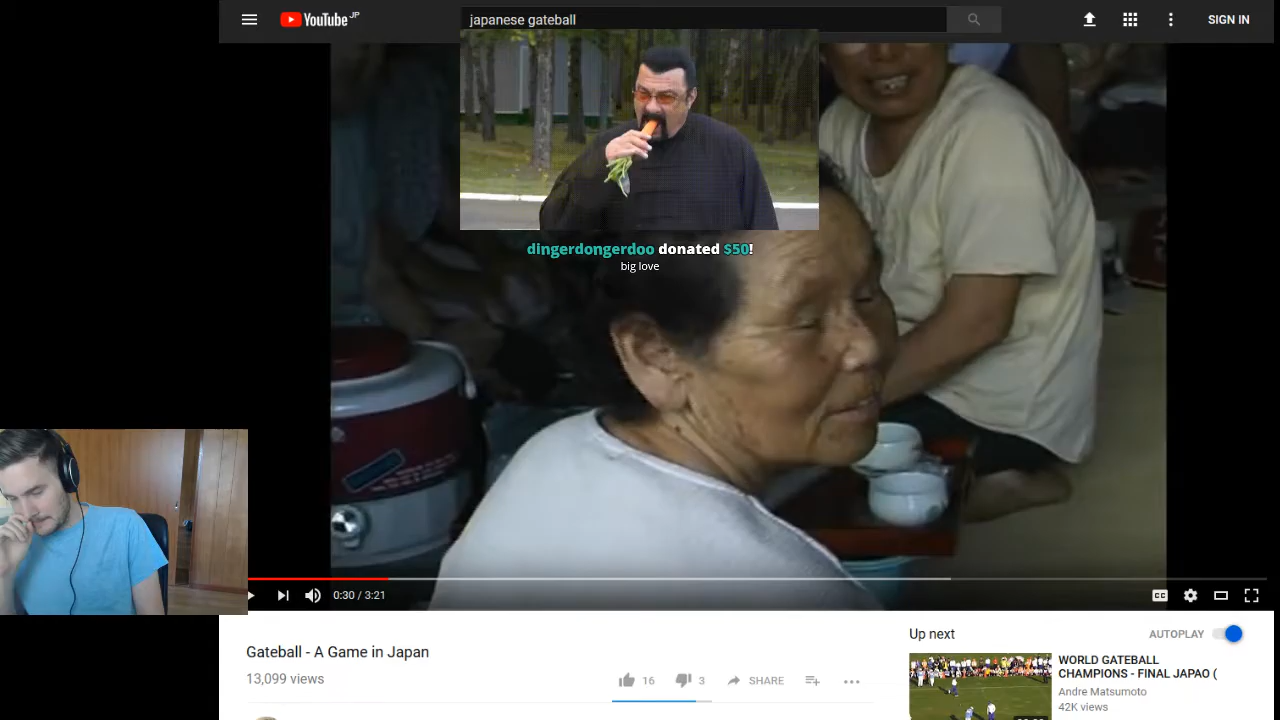 YouTube JP
japanese gateball
SIGN IN
dingerdongerdoo donated $50!
big love
0:30 / 3:21
CC
Gateball - A Game in Japan
13,099 views
16
3
SHARE
Up next
AUTOPLAY
WORLD GATEBALL
CHAMPIONS - FINAL JAPAO (
Andre Matsumoto
42K views